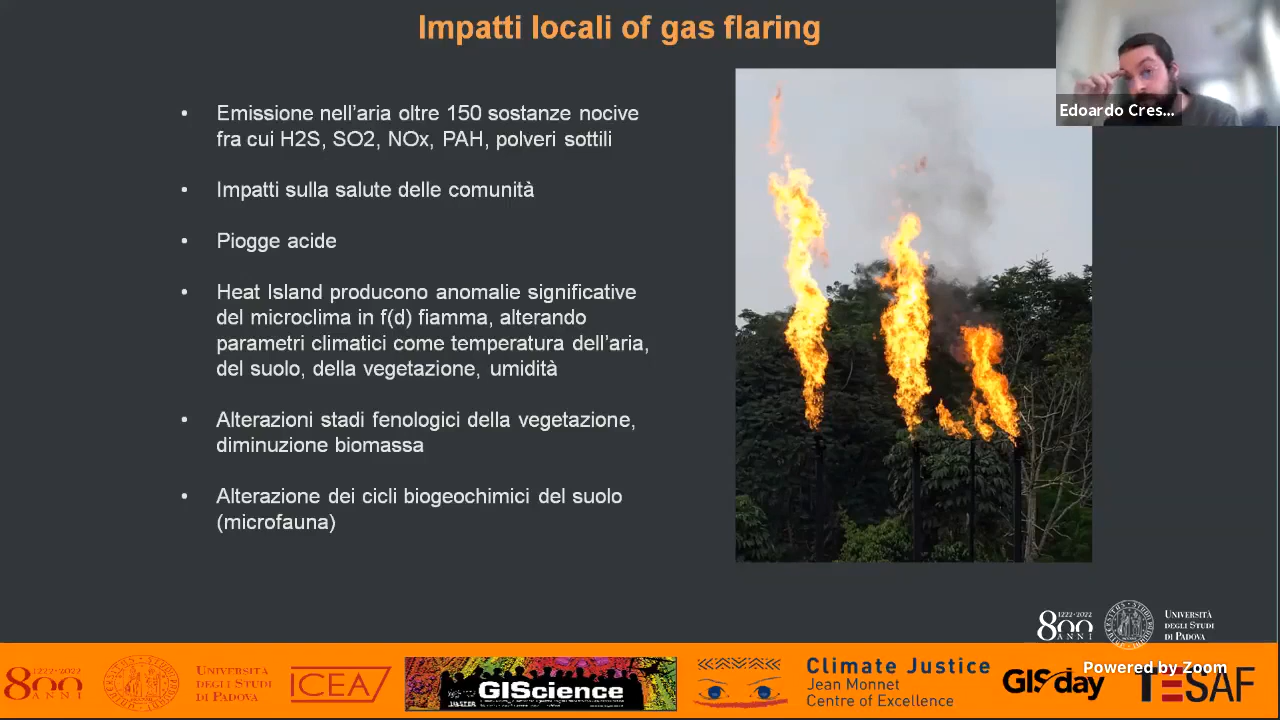 Impatti locali of gas flaring
Edoardo Cres...
• Emissione nell'aria oltre 150 sostanze nocive
fra cui H2S, SO2, NOx, PAH, polveri sottili
• Impatti sulla salute delle comunità
• Piogge acide
• Heat Island producono anomalie significative
del microclima in f(d) fiamma, alterando
parametri climatici come temperatura dell'aria,
del suolo, della vegetazione, umidità
• Alterazioni stadi fenologici della vegetazione,
diminuzione biomassa
• Alterazione dei cicli biogeochimici del suolo
(microfauna)
1222·2022
800
ANNI
UNIVERSITÀ
DEGLI STUDI
DI PADOVA
1222·2022
800
ANNI
UNIVERSITÀ
DEGLI STUDI
DI PADOVA
ICEA
GIScience
Climate Justice
Jean Monnet
Centre of Excellence
GISday
Powered by Zoom
TESAF